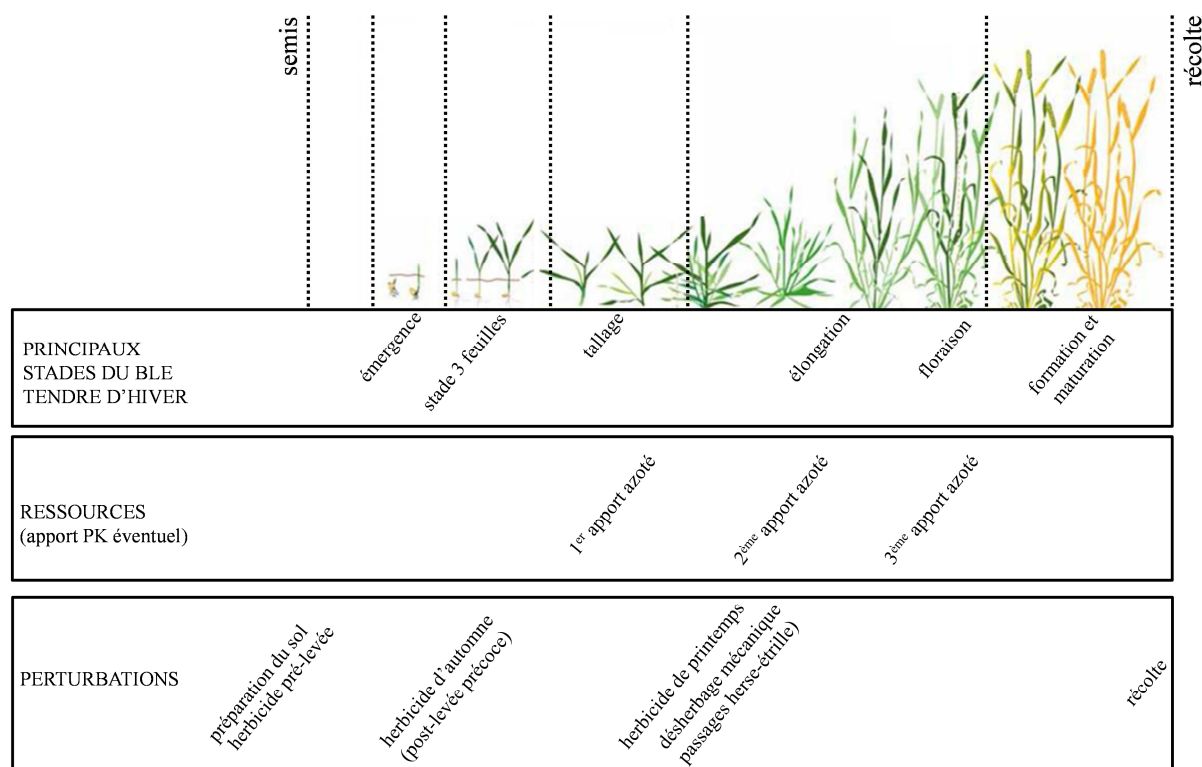 semis
récolte
PRINCIPAUX
STADES DU BLE
TENDRE D'HIVER
émergence
stade 3 feuilles
tallage
élongation
floraison
formation et
maturation
RESSOURCES
(apport PK éventuel)
1er apport azoté
2ème apport azoté
3ème apport azoté
PERTURBATIONS
préparation du sol
herbicide pré-levée
herbicide d'automne
(post-levée précoce)
herbicide de printemps
désherbage mécanique
passages herse-étrille)
récolte